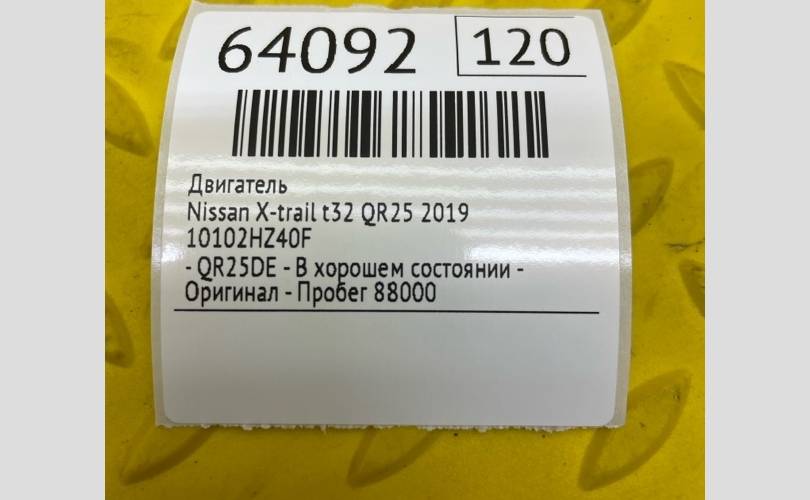 64092 120
Двигатель
Nissan X-trail t32 QR25 2019
10102HZ40F
- QR25DE - В хорошем состоянии -
Оригинал - Пробег 88000